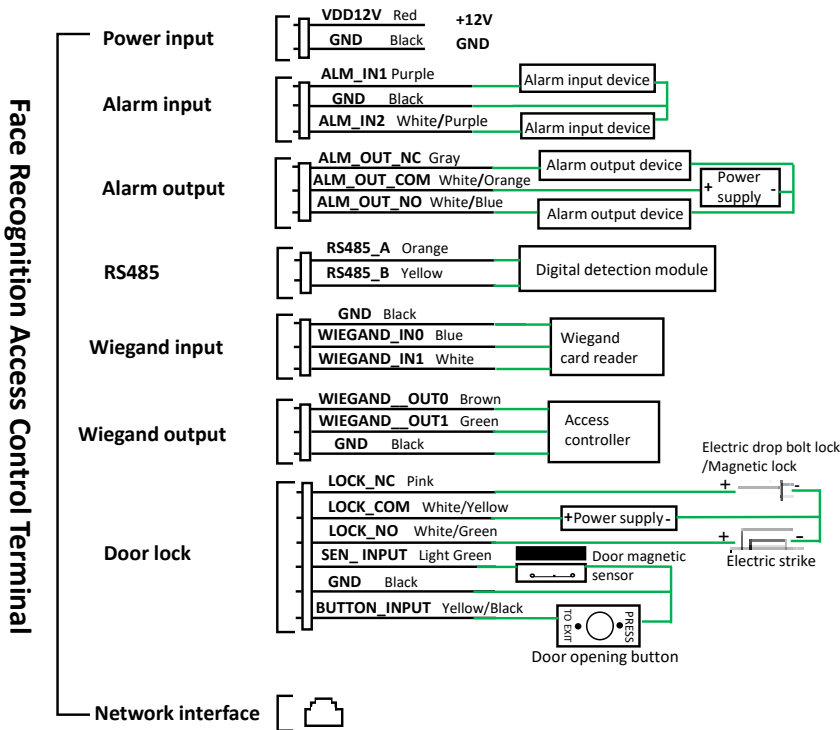 Face Recognition Access Control Terminal
Power input
VDD12V Red +12V
GND Black GND
Alarm input
ALM_IN1 Purple Alarm input device
GND Black
ALM_IN2 White/Purple Alarm input device
Alarm output
ALM_OUT_NC Gray Alarm output device
ALM_OUT_COM White/Orange + Power supply -
ALM_OUT_NO White/Blue Alarm output device
RS485
RS485_A Orange
RS485_B Yellow
Digital detection module
Wiegand input
GND Black
WIEGAND_IN0 Blue
WIEGAND_IN1 White
Wiegand
card reader
Wiegand output
WIEGAND__OUT0 Brown
WIEGAND__OUT1 Green
GND Black
Access
controller
Door lock
LOCK_NC Pink + -
Electric drop bolt lock
/Magnetic lock
LOCK_COM White/Yellow +Power supply-
LOCK_NO White/Green + -
Electric strike
SEN_ INPUT Light Green
Door magnetic
sensor
GND Black
BUTTON_INPUT Yellow/Black
PRESS
TO EXIT
Door opening button
Network interface